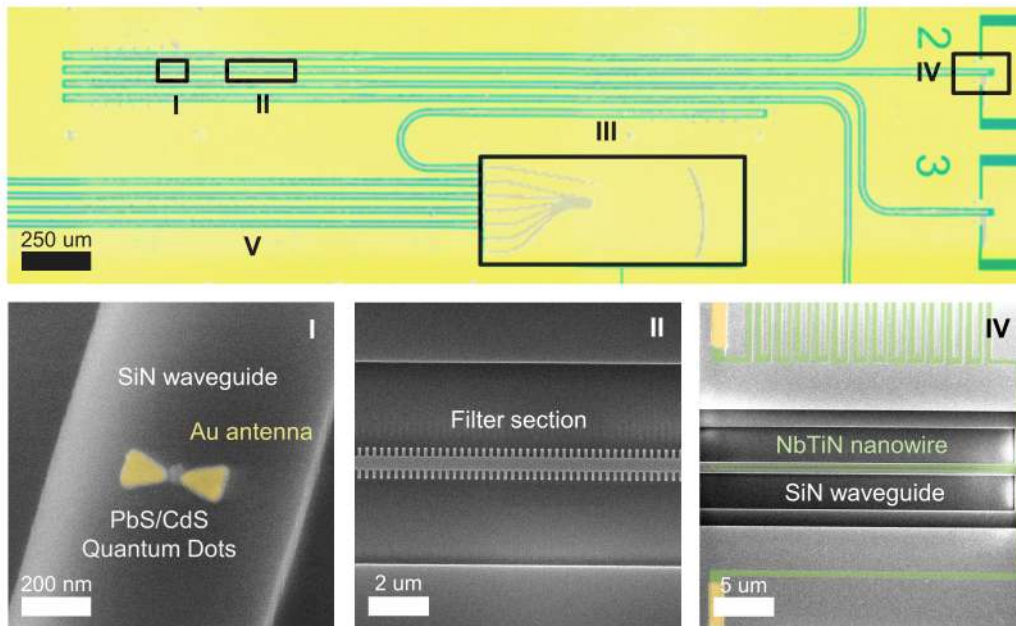 2
IV
I
II
III
3
V
250 um
I
SiN waveguide
Au antenna
PbS/CdS
Quantum Dots
200 nm
II
Filter section
2 um
IV
NbTiN nanowire
SiN waveguide
5 um